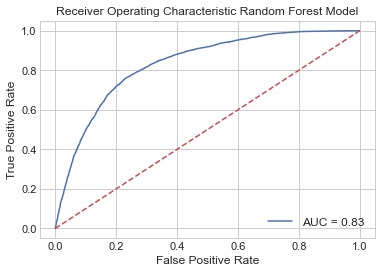 Receiver Operating Characteristic Random Forest Model
1.0
0.8
0.6
0.4
0.2
0.0
True Positive Rate
AUC = 0.83
0.0 0.2 0.4 0.6 0.8 1.0
False Positive Rate